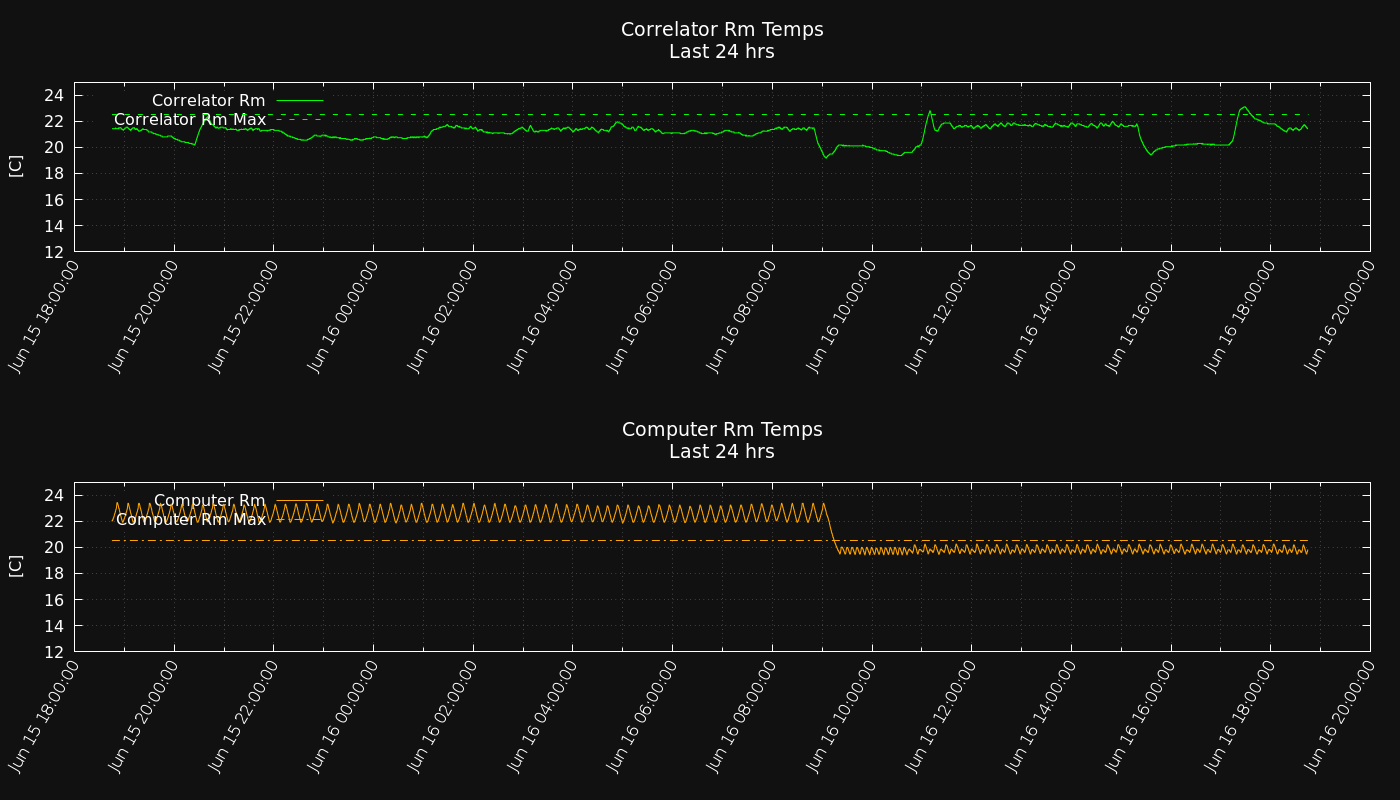 Correlator Rm Temps
Last 24 hrs
Correlator Rm
Correlator Rm Max
24
22
20
18
16
14
12
[C]
Jun 15 18:00:00
Jun 15 20:00:00
Jun 15 22:00:00
Jun 16 00:00:00
Jun 16 02:00:00
Jun 16 04:00:00
Jun 16 06:00:00
Jun 16 08:00:00
Jun 16 10:00:00
Jun 16 12:00:00
Jun 16 14:00:00
Jun 16 16:00:00
Jun 16 18:00:00
Jun 16 20:00:00
Computer Rm Temps
Last 24 hrs
Computer Rm
Computer Rm Max
24
22
20
18
16
14
12
[C]
Jun 15 18:00:00
Jun 15 20:00:00
Jun 15 22:00:00
Jun 16 00:00:00
Jun 16 02:00:00
Jun 16 04:00:00
Jun 16 06:00:00
Jun 16 08:00:00
Jun 16 10:00:00
Jun 16 12:00:00
Jun 16 14:00:00
Jun 16 16:00:00
Jun 16 18:00:00
Jun 16 20:00:00